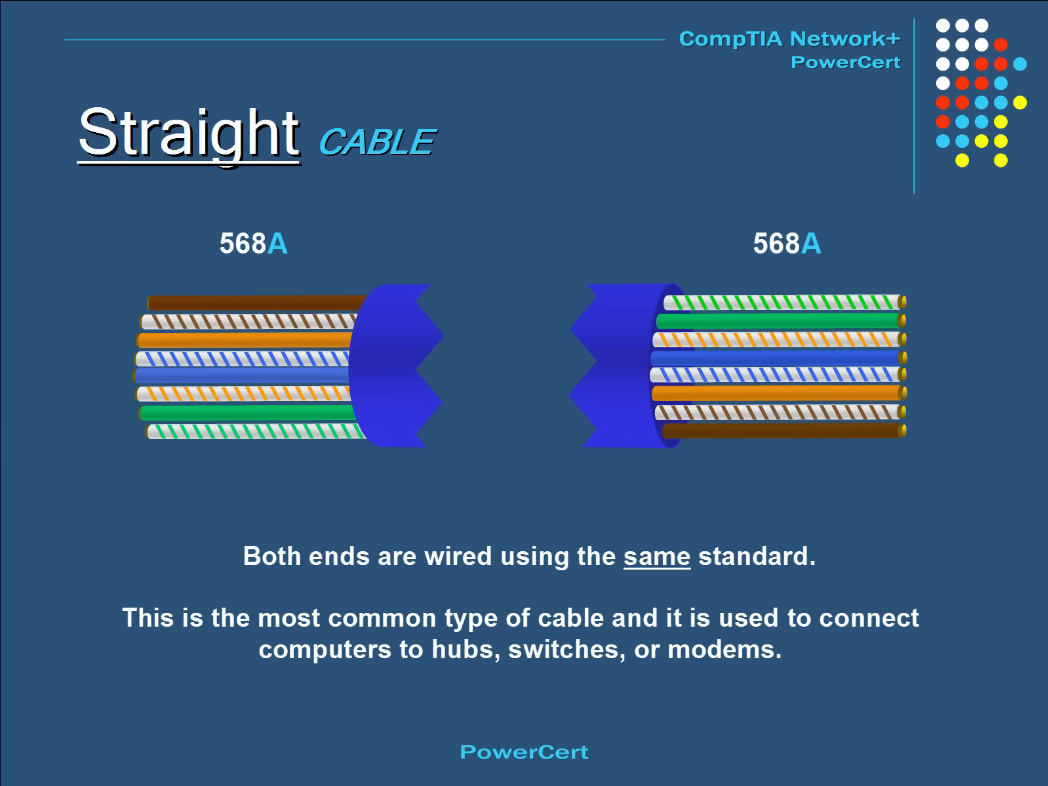 CompTIA Network+
PowerCert
Straight CABLE
568A
568A
Both ends are wired using the same standard.
This is the most common type of cable and it is used to connect
computers to hubs, switches, or modems.
PowerCert